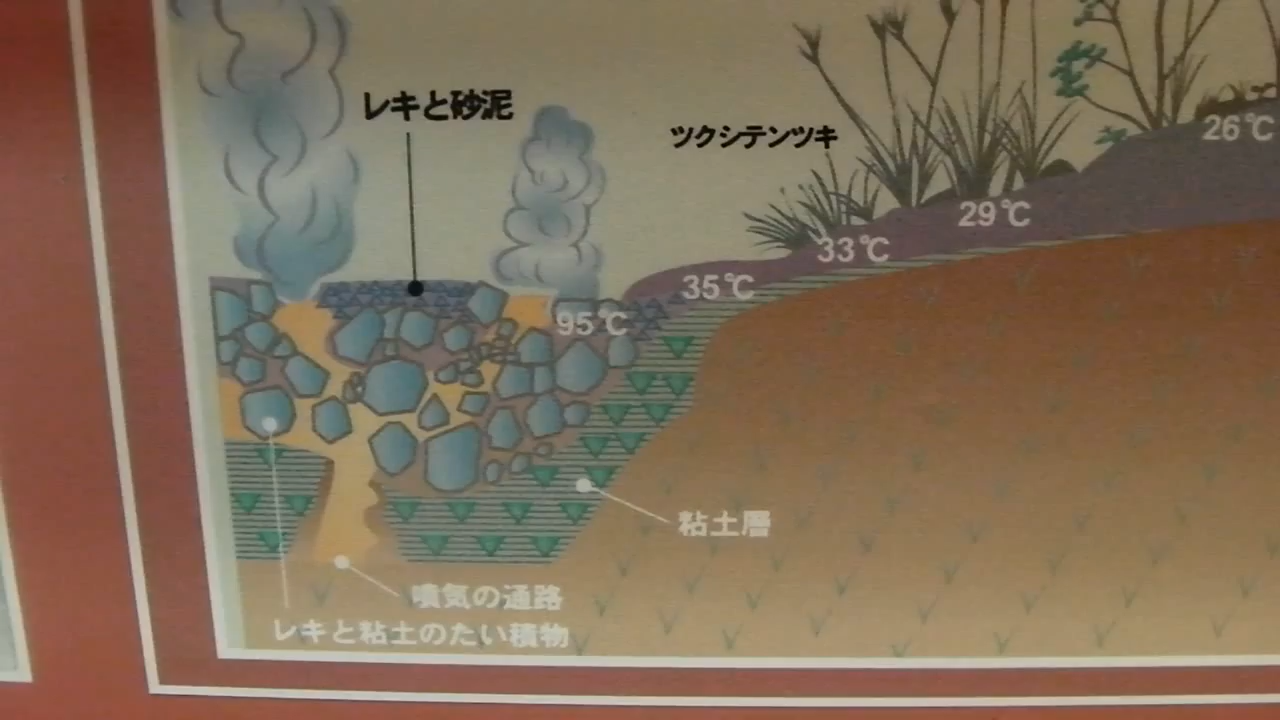 レキと砂泥
ツクシテンツキ
26℃
29℃
33℃
35℃
95℃
粘土層
噴気の通路
レキと粘土のたい積物